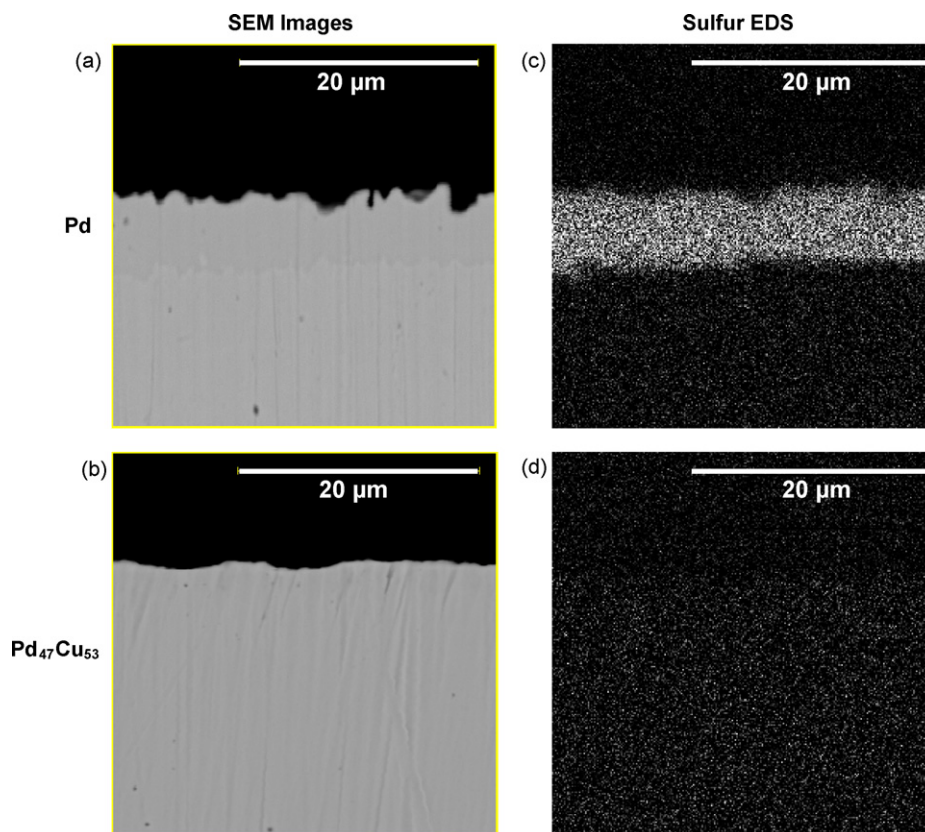 SEM Images
Sulfur EDS
(a)
20 µm
(c)
20 µm
Pd
(b)
20 µm
(d)
20 µm
Pd₄₇Cu₅₃